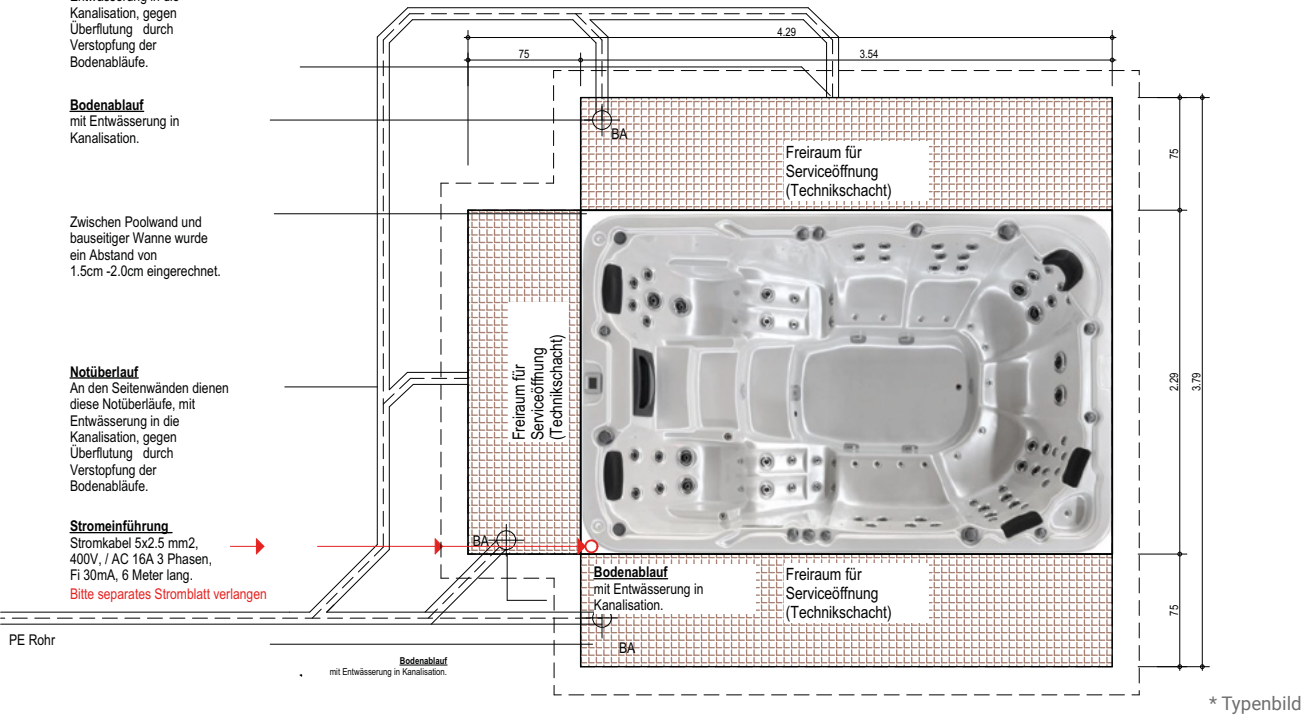 Entwässerung in die
Kanalisation, gegen
Überflutung durch
Verstopfung der
Bodenabläufe.
Bodenablauf
mit Entwässerung in
Kanalisation.
Zwischen Poolwand und
bauseitiger Wanne wurde
ein Abstand von
1.5cm -2.0cm eingerechnet.
Notüberlauf
An den Seitenwänden dienen
diese Notüberläufe, mit
Entwässerung in die
Kanalisation, gegen
Überflutung durch
Verstopfung der
Bodenabläufe.
Stromeinführung
Stromkabel 5x2.5 mm2,
400V, / AC 16A 3 Phasen,
Fi 30mA, 6 Meter lang.
Bitte separates Stromblatt verlangen
PE Rohr
Bodenablauf
mit Entwässerung in Kanalisation.
4.29
75
3.54
BA
Freiraum für
Serviceöffnung
(Technikschacht)
75
Freiraum für
Serviceöffnung
(Technikschacht)
2.29
3.79
BA
Bodenablauf
mit Entwässerung in
Kanalisation.
Freiraum für
Serviceöffnung
(Technikschacht)
75
BA
* Typenbild